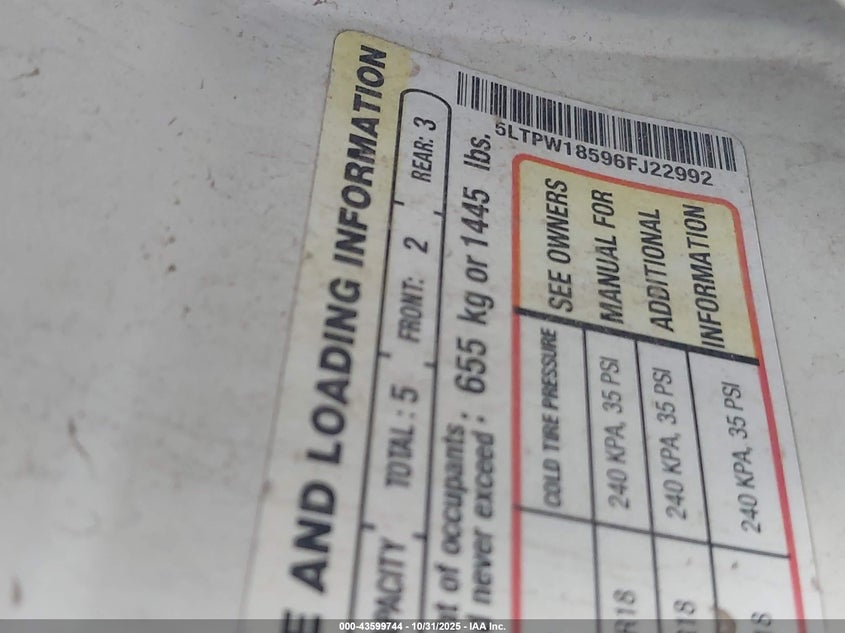 E AND LOADING INFORMATION
PACITY TOTAL : 5 FRONT: 2 REAR: 3
of occupants
never exceed : 655 kg or 1445 lbs.
5LTPW18596FJ22992
COLD TIRE PRESSURE
240 KPA, 35 PSI
240 KPA, 35 PSI
240 KPA, 35 PSI
SEE OWNERS
MANUAL FOR
ADDITIONAL
INFORMATION
R18
18
000-43599744 - 10/31/2025 - IAA Inc.